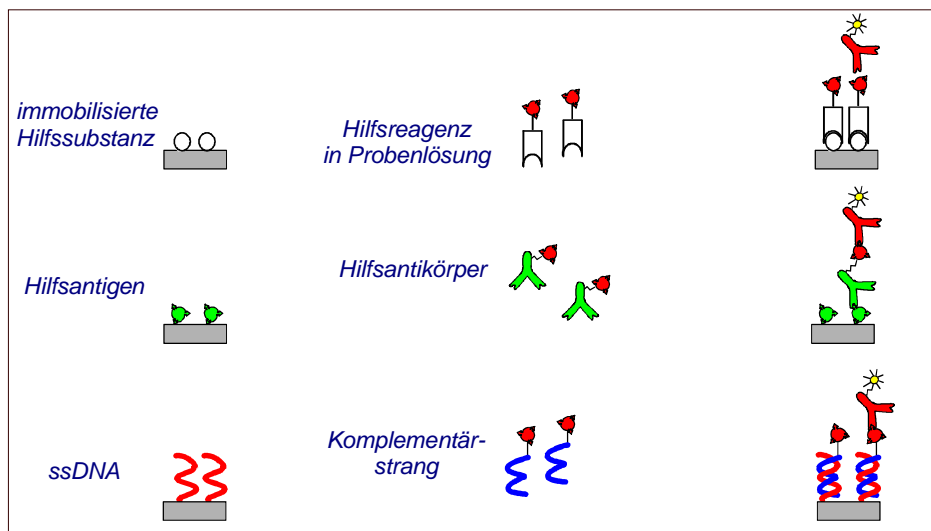 immobilisierte
Hilfssubstanz
Hilfsreagenz
in Probenlösung
Hilfsantigen
Hilfsantikörper
ssDNA
Komplementär-
strang